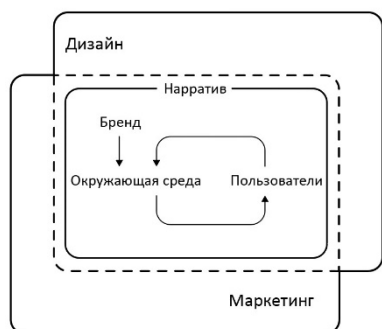 Дизайн
Нарратив
Бренд
Окружающая среда Пользователи
Маркетинг